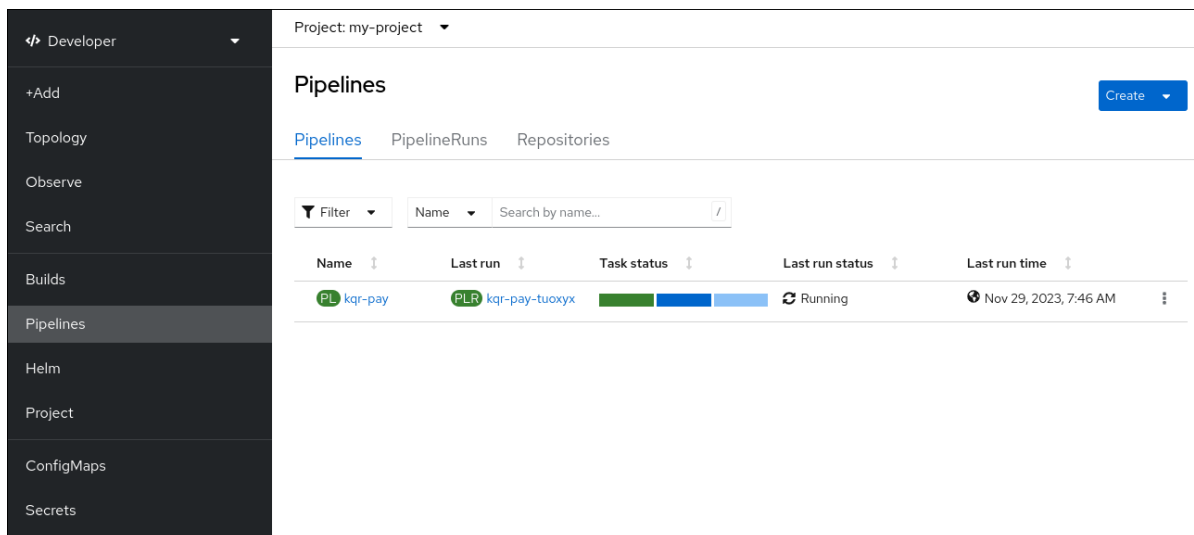 Developer
+Add
Topology
Observe
Search
Builds
Pipelines
Helm
Project
ConfigMaps
Secrets
Project: my-project
Pipelines
Create
Pipelines PipelineRuns Repositories
Filter Name Search by name... /
Name Last run Task status Last run status Last run time
PL kqr-pay PLR kqr-pay-tuoxyx Running Nov 29, 2023, 7:46 AM